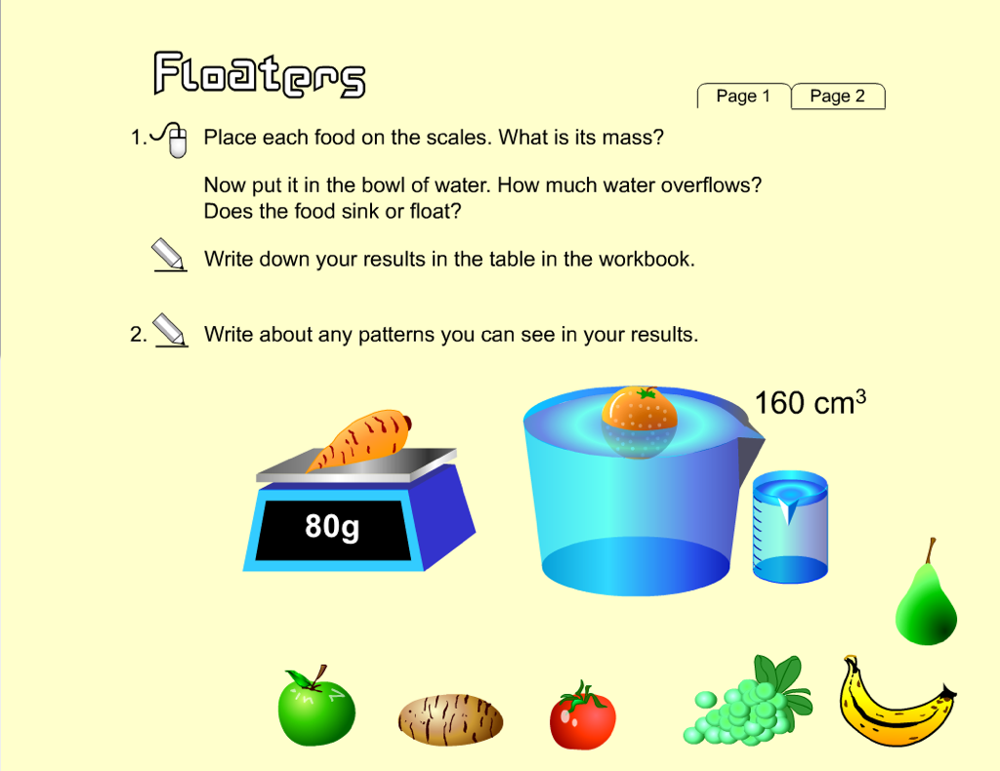 Floaters
Page 1
Page 2
1. Place each food on the scales. What is its mass?
Now put it in the bowl of water. How much water overflows?
Does the food sink or float?
Write down your results in the table in the workbook.
2. Write about any patterns you can see in your results.
160 cm³
80g